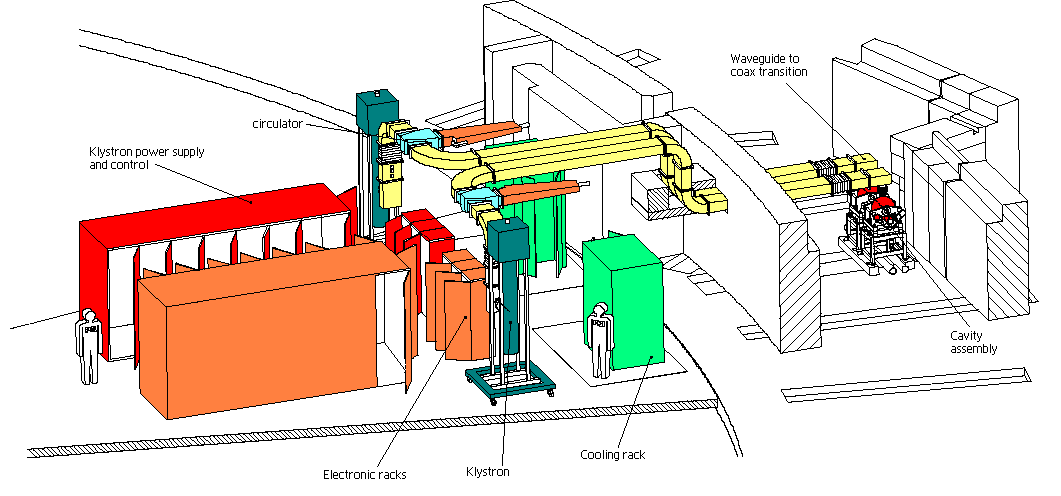 Waveguide to
coax transition
circulator
Klystron power supply
and control
Cavity
assembly
Cooling rack
Electronic racks
Klystron